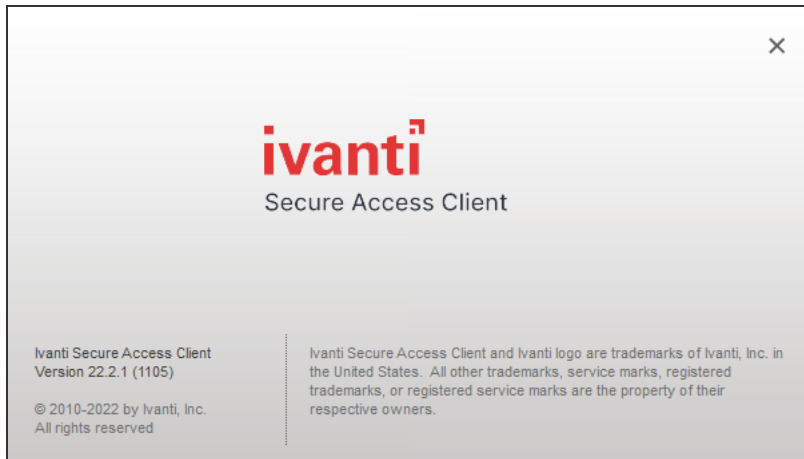 ivanti
Secure Access Client
Ivanti Secure Access Client
Version 22.2.1 (1105)
© 2010-2022 by Ivanti, Inc.
All rights reserved
Ivanti Secure Access Client and Ivanti logo are trademarks of Ivanti, Inc. in
the United States.  All other trademarks, service marks, registered
trademarks, or registered service marks are the property of their
respective owners.